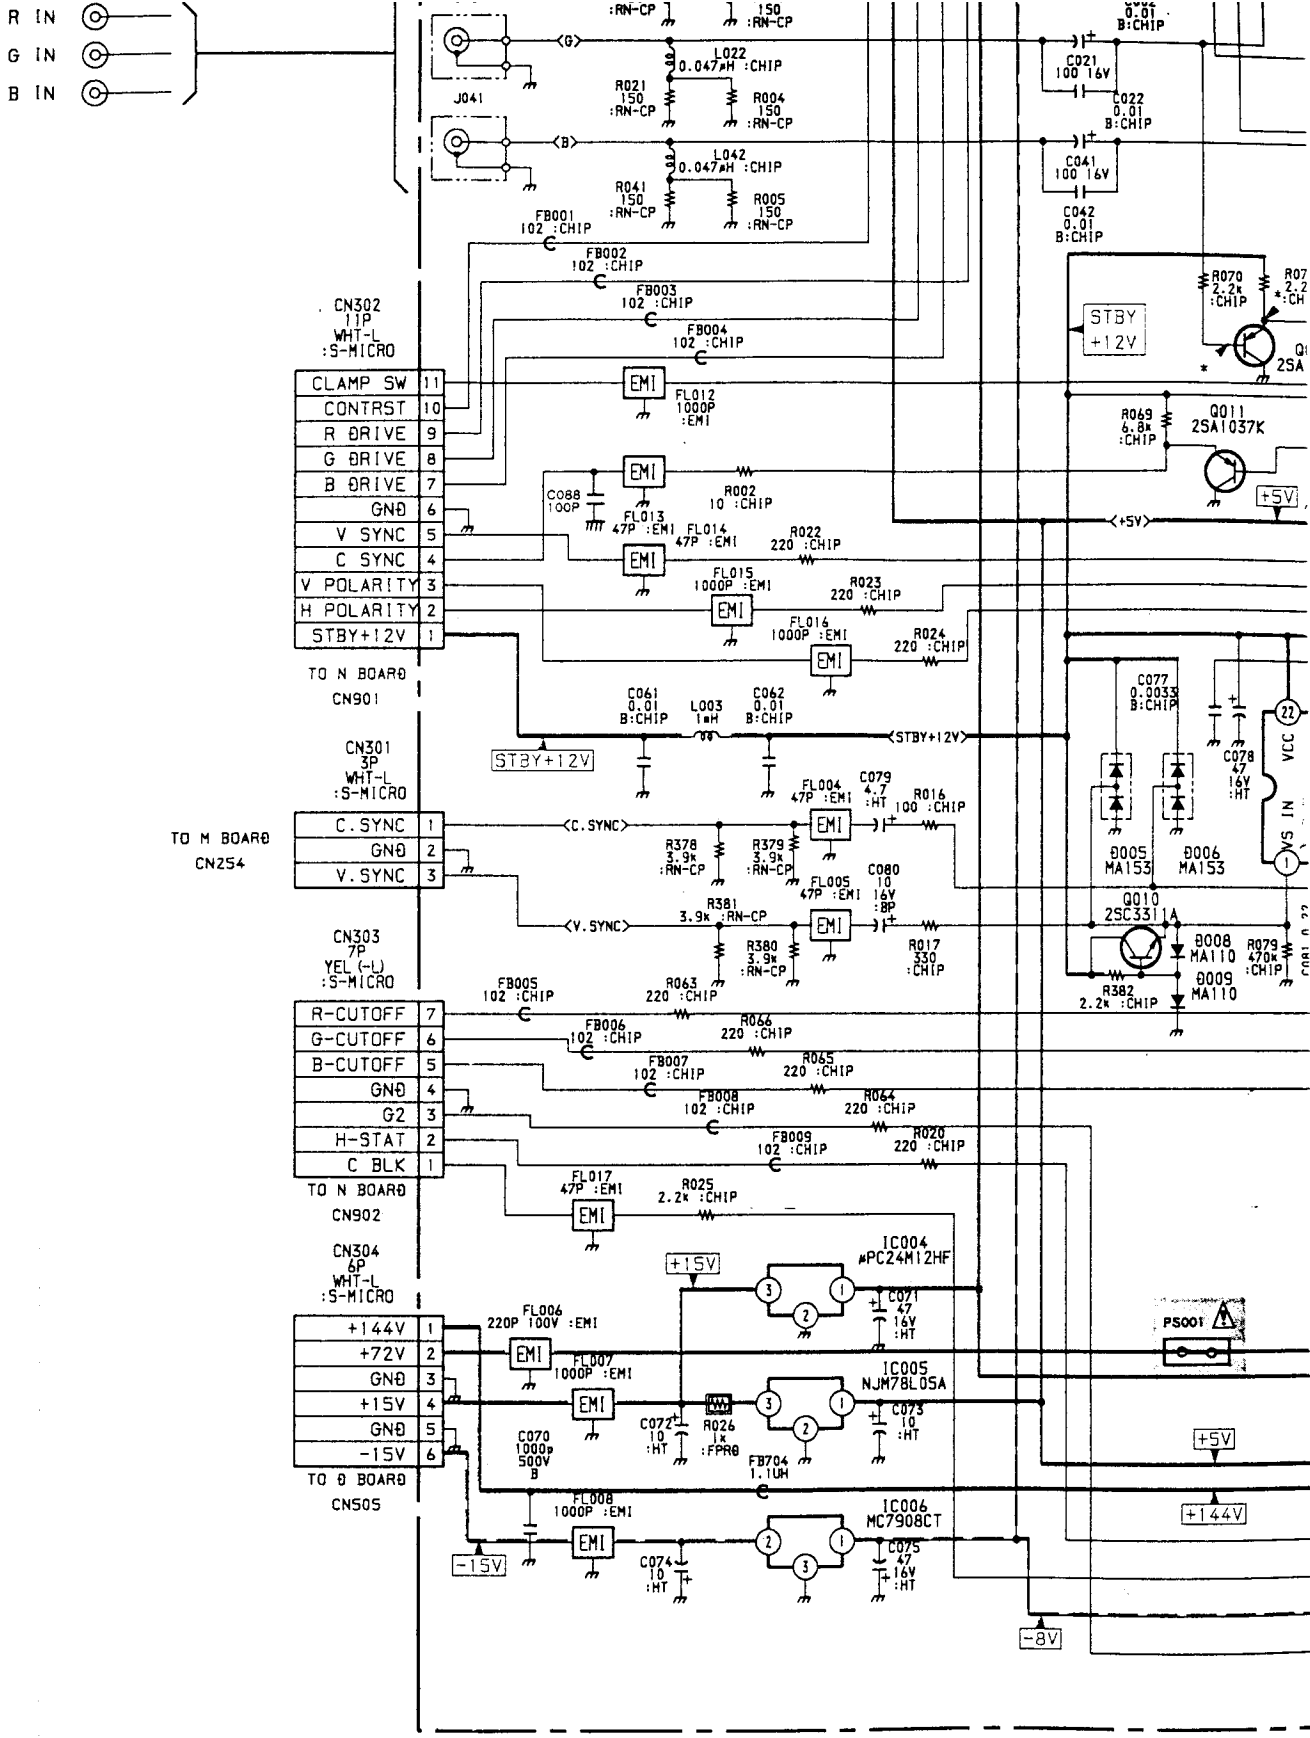 R IN
G IN
B IN
:RN-CP
150
:RN-CP
<G>
L022
0.047µH :CHIP
R021
150
:RN-CP
R004
150
:RN-CP
0.01
B:CHIP
C021
100 16V
C022
0.01
B:CHIP
J041
<B>
L042
0.047µH :CHIP
R041
150
:RN-CP
R005
150
:RN-CP
C041
100 16V
C042
0.01
B:CHIP
FB001
102 :CHIP
FB002
102 :CHIP
FB003
102 :CHIP
FB004
102 :CHIP
R070
2.2k
:CHIP
R07
2.2
:CH
STBY
+12V
*
*
2SA
CN302
11P
WHT-L
:S-MICRO
CLAMP SW 11
CONTRST 10
R DRIVE 9
G DRIVE 8
B DRIVE 7
GND 6
V SYNC 5
C SYNC 4
V POLARITY 3
H POLARITY 2
STBY+12V 1
TO N BOARD
CN901
EMI
FL012
1000P
:EMI
R069
6.8k
:CHIP
Q011
2SA1037K
EMI
C088
100P
R002
10 :CHIP
+5V
<+5V>
FL013
47P :EMI
FL014
47P :EMI
EMI
R022
220 :CHIP
FL015
1000P :EMI
EMI
R023
220 :CHIP
FL016
1000P :EMI
EMI
R024
220 :CHIP
C061
0.01
B:CHIP
L003
1mH
C062
0.01
B:CHIP
STBY+12V
<STBY+12V>
C077
0.0033
B:CHIP
22
VCC
C078
47
16V
:HT
VS IN
1
CN301
3P
WHT-L
:S-MICRO
TO M BOARD
CN254
C.SYNC 1
GND 2
V.SYNC 3
<C.SYNC>
R378
3.9k
:RN-CP
R379
3.9k
:RN-CP
FL004
47P :EMI
EMI
C079
4.7
:HT
R016
100 :CHIP
D005
MA153
D006
MA153
<V.SYNC>
R381
3.9k :RN-CP
R380
3.9k
:RN-CP
FL005
47P :EMI
EMI
C080
10
16V
:BP
R017
330
:CHIP
Q010
2SC3311A
D008
MA110
D009
MA110
R382
2.2k :CHIP
R079
470k
:CHIP
C081 0.22
CN303
7P
YEL (-L)
:S-MICRO
R-CUTOFF 7
G-CUTOFF 6
B-CUTOFF 5
GND 4
G2 3
H-STAT 2
C BLK 1
TO N BOARD
CN902
FB005
102 :CHIP
R063
220 :CHIP
FB006
102 :CHIP
R066
220 :CHIP
FB007
102 :CHIP
R065
220 :CHIP
FB008
102 :CHIP
R064
220 :CHIP
FB009
102 :CHIP
R020
220 :CHIP
FL017
47P :EMI
EMI
R025
2.2k :CHIP
CN304
6P
WHT-L
:S-MICRO
+144V 1
+72V 2
GND 3
+15V 4
GND 5
-15V 6
TO D BOARD
CN505
+15V
IC004
µPC24M12HF
3
1
2
C071
47
16V
:HT
FL006
220P 100V :EMI
EMI
FL007
1000P :EMI
EMI
PS001
IC005
NJM78L05A
3
1
2
C072
10
:HT
R026
1k
:FPRD
C073
10
:HT
C070
1000p
500V
B
FB704
1.1UH
+5V
+144V
FL008
1000P :EMI
EMI
-15V
IC006
MC7908CT
2
1
3
C074
10
:HT
C075
47
16V
:HT
-8V